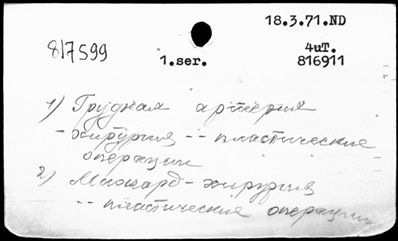 18.3.71.ND
817599
1.ser.
4uT.
816911
1) Грудная артерия
- хирургия -- пластические
операции
2) Миокард - хирургия
-- пластические операции